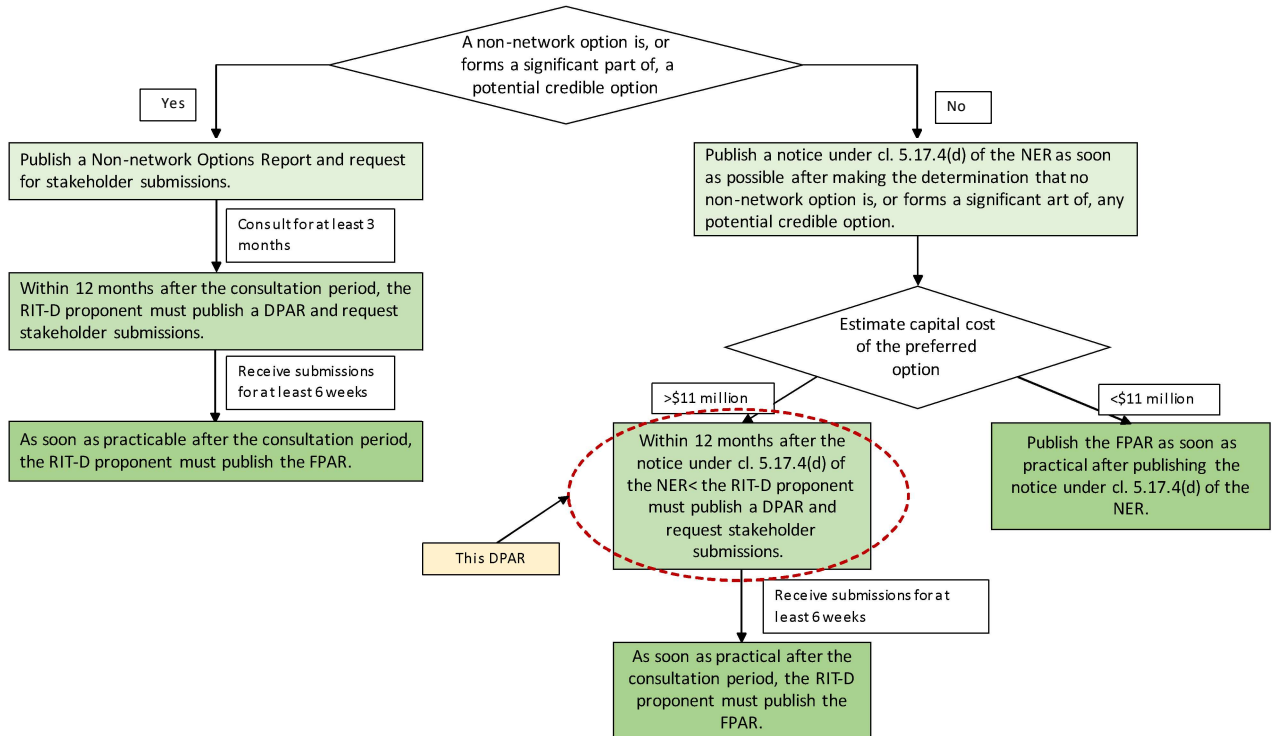 A non-network option is, or
forms a significant part of, a
potential credible option
Yes
No
Publish a Non-network Options Report and request
for stakeholder submissions.
Consult for at least 3
months
Within 12 months after the consultation period, the
RIT-D proponent must publish a DPAR and request
stakeholder submissions.
Receive submissions
for at least 6 weeks
As soon as practicable after the consultation period,
the RIT-D proponent must publish the FPAR.
Publish a notice under cl. 5.17.4(d) of the NER as soon
as possible after making the determination that no
non-network option is, or forms a significant art of, any
potential credible option.
Estimate capital cost
of the preferred
option
>$11 million
<$11 million
Within 12 months after the
notice under cl. 5.17.4(d) of
the NER< the RIT-D proponent
must publish a DPAR and
request stakeholder
submissions.
Publish the FPAR as soon as
practical after publishing the
notice under cl. 5.17.4(d) of the
NER.
This DPAR
Receive submissions for at
least 6 weeks
As soon as practical after the
consultation period, the RIT-D
proponent must publish the
FPAR.